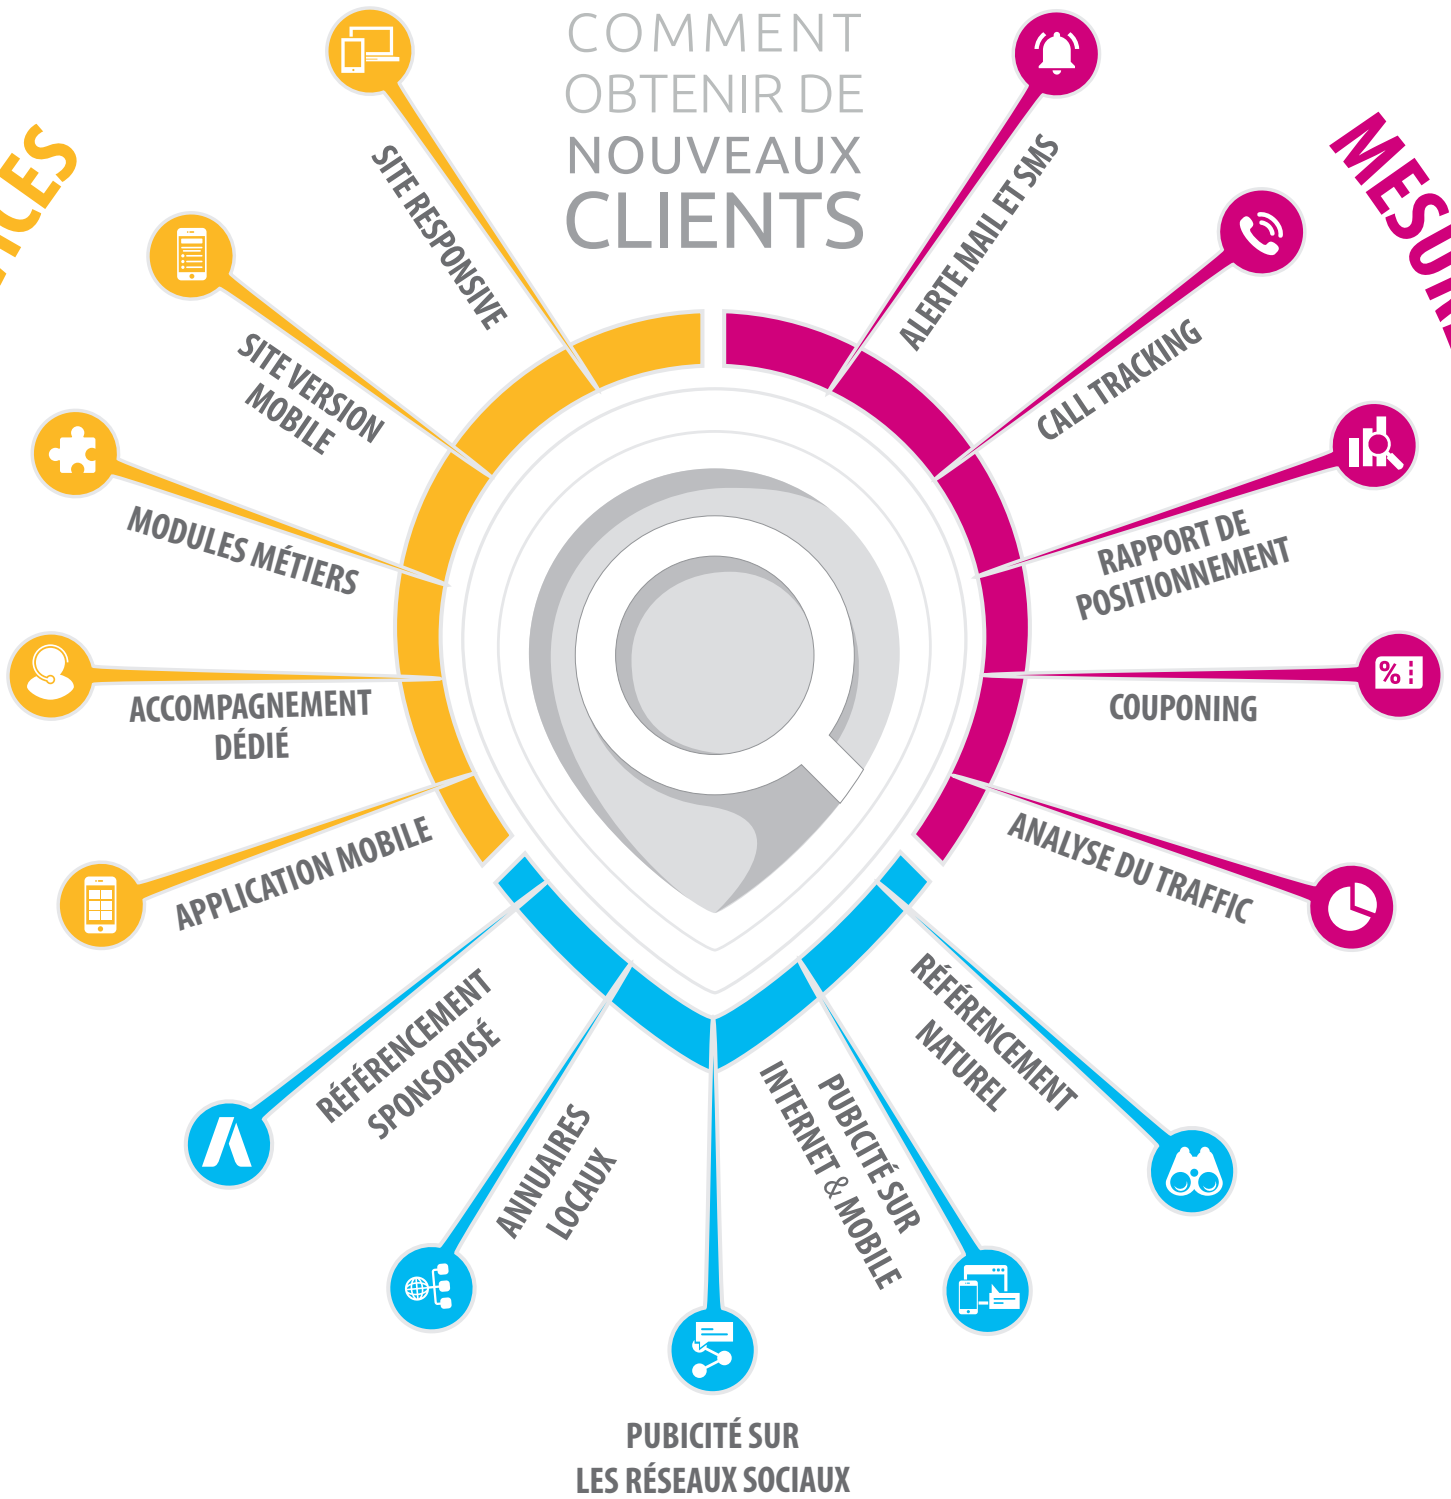 COMMENT
OBTENIR DE
NOUVEAUX
CLIENTS
SITE RESPONSIVE
SITE VERSION
MOBILE
MODULES MÉTIERS
ACCOMPAGNEMENT
DÉDIÉ
APPLICATION MOBILE
ALERTE MAIL ET SMS
CALL TRACKING
RAPPORT DE
POSITIONNEMENT
%
COUPONING
ANALYSE DU TRAFFIC
RÉFÉRENCEMENT
SPONSORISÉ
ANNUAIRES
LOCAUX
PUBICITÉ SUR
LES RÉSEAUX SOCIAUX
PUBICITÉ SUR
INTERNET & MOBILE
RÉFÉRENCEMENT
NATUREL